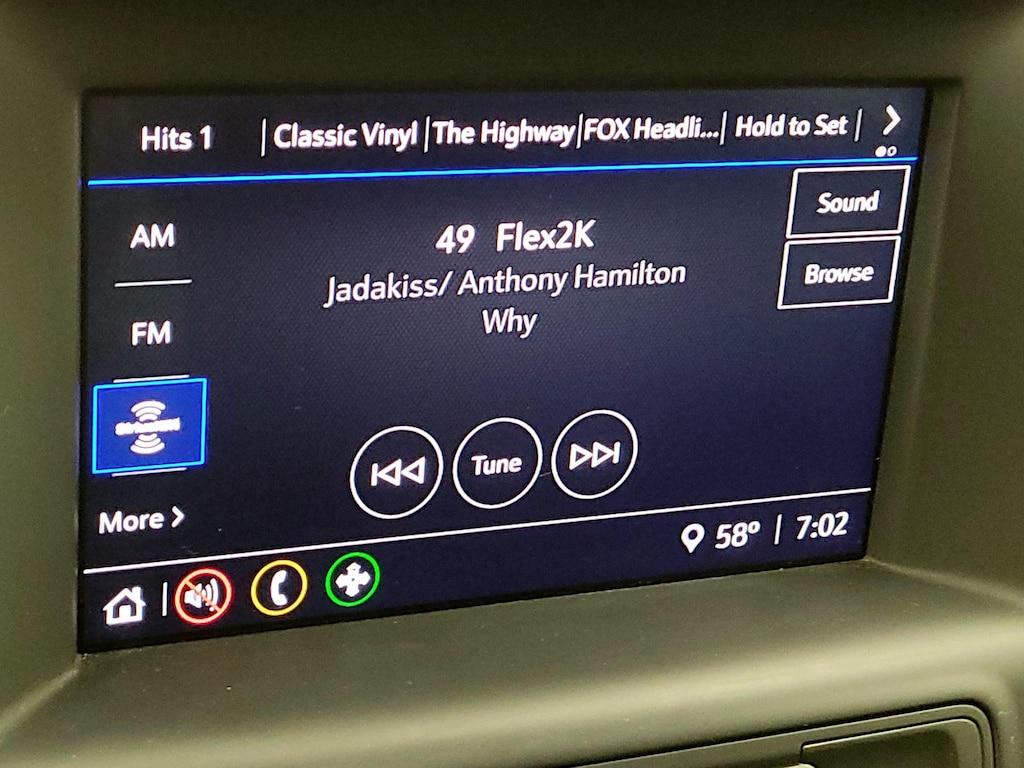 Hits 1 | Classic Vinyl | The Highway | FOX Headli... | Hold to Set |
Sound
AM
49 Flex2K
Jadakiss/ Anthony Hamilton
Browse
Why
FM
SiriusXM
Tune
More >
58° | 7:02